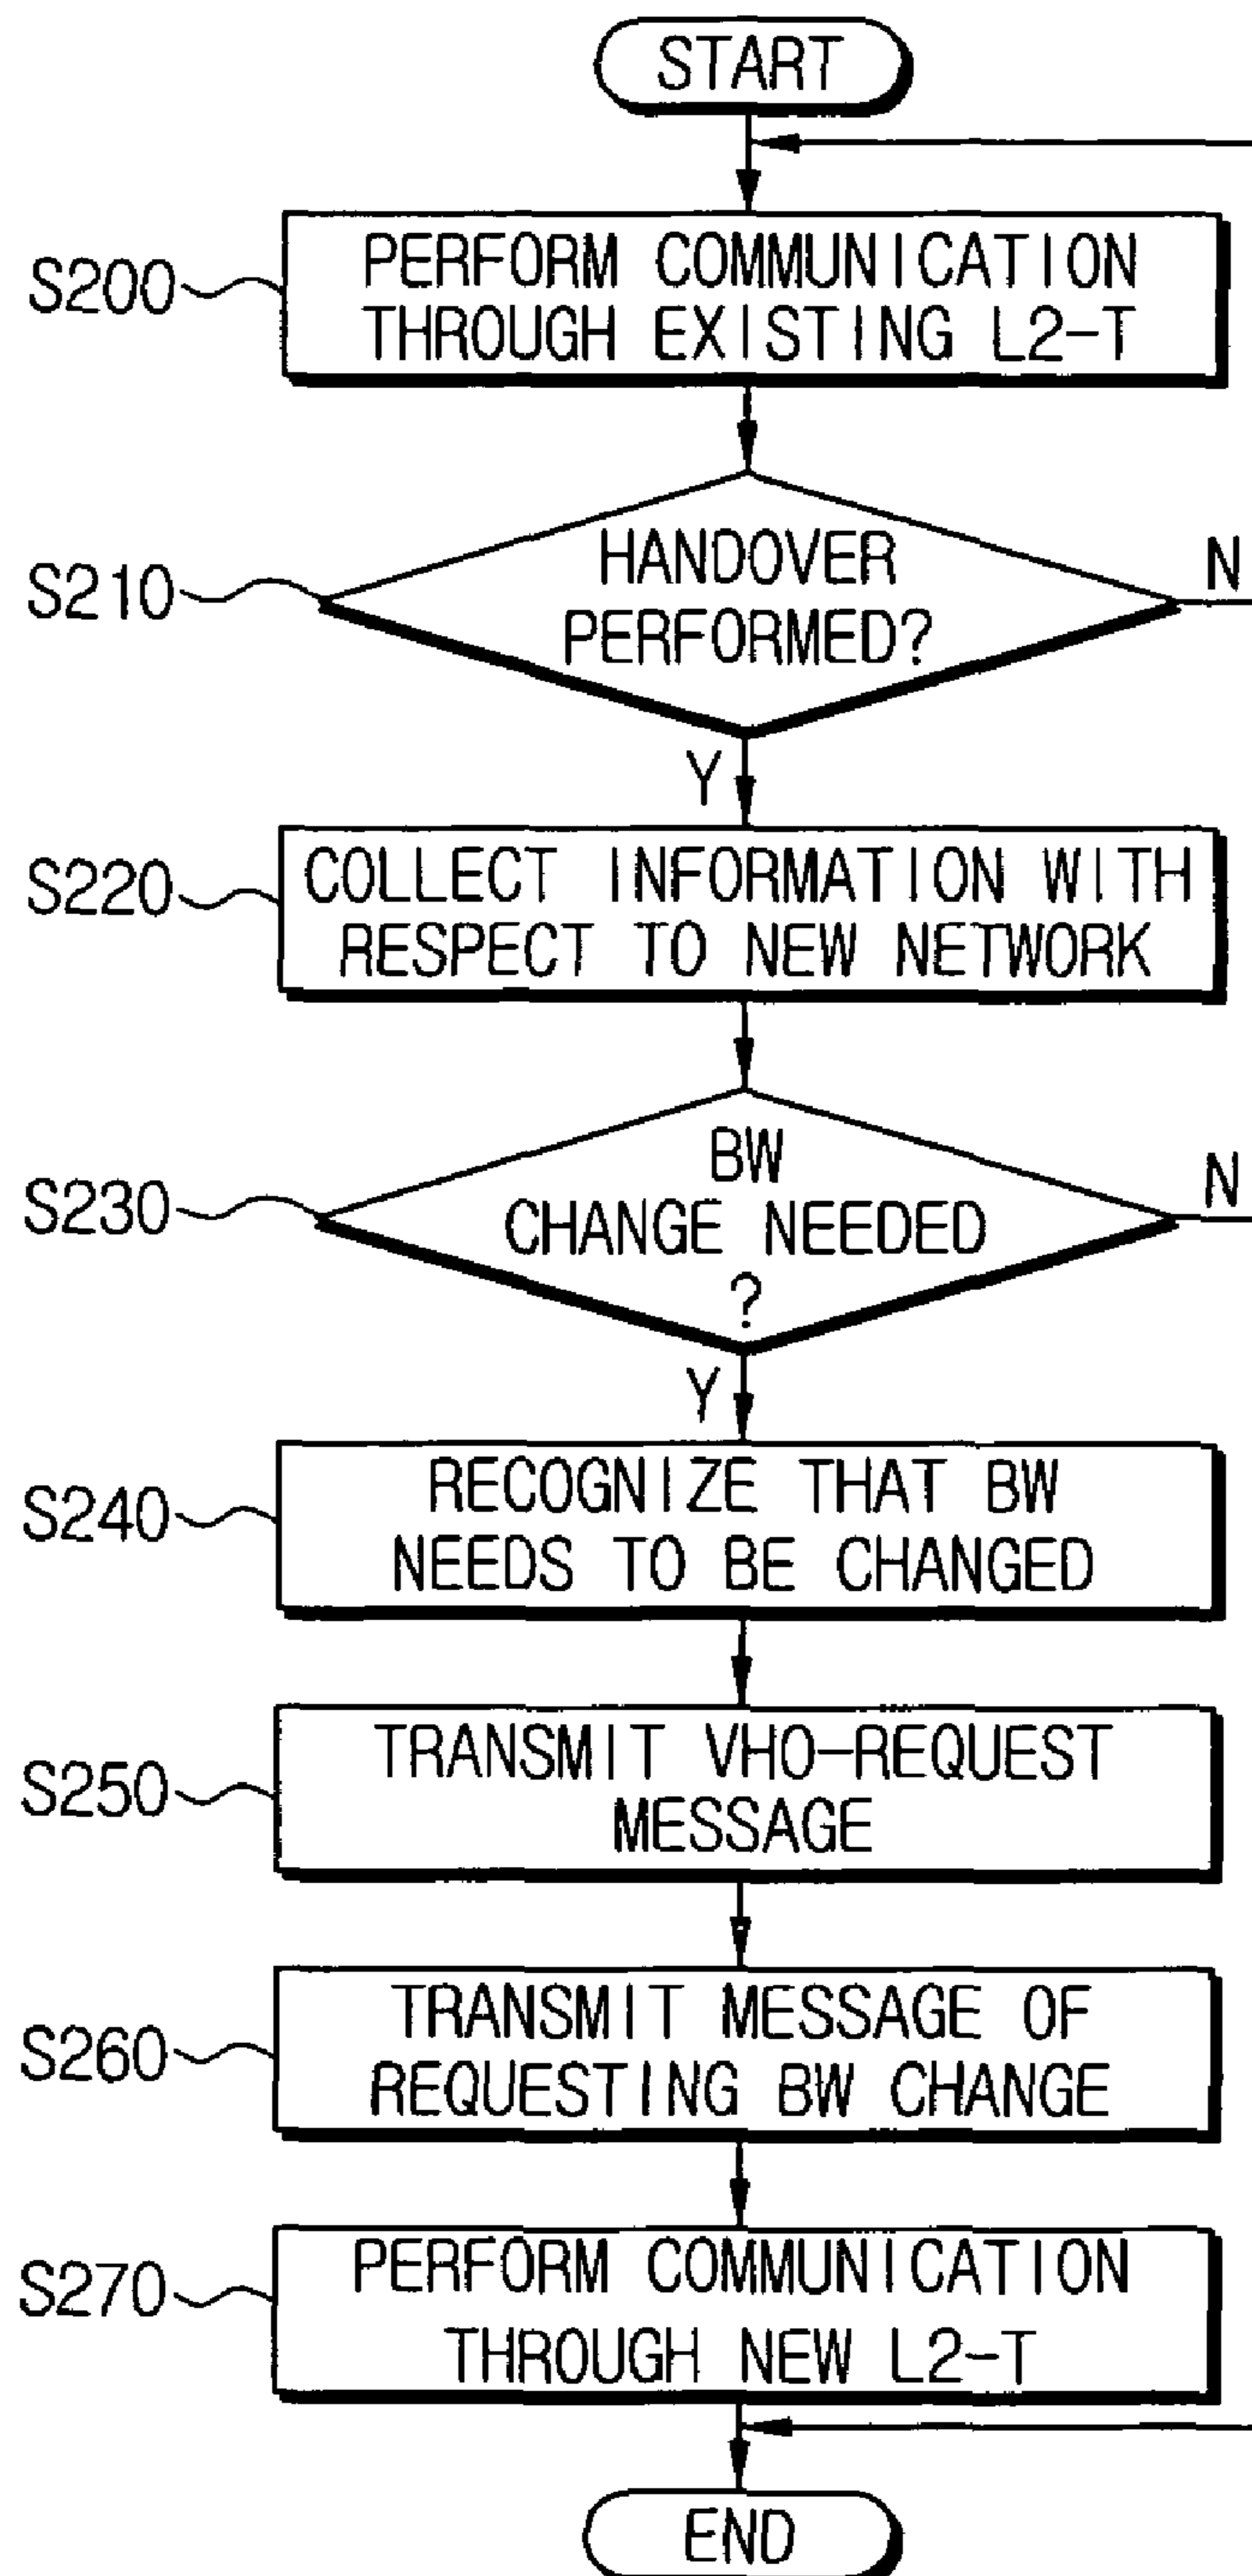 START
S200
PERFORM COMMUNICATION
THROUGH EXISTING L2-T
S210
HANDOVER
PERFORMED?
N
Y
S220
COLLECT INFORMATION WITH
RESPECT TO NEW NETWORK
S230
BW
CHANGE NEEDED
?
N
Y
S240
RECOGNIZE THAT BW
NEEDS TO BE CHANGED
S250
TRANSMIT VHO-REQUEST
MESSAGE
S260
TRANSMIT MESSAGE OF
REQUESTING BW CHANGE
S270
PERFORM COMMUNICATION
THROUGH NEW L2-T
END